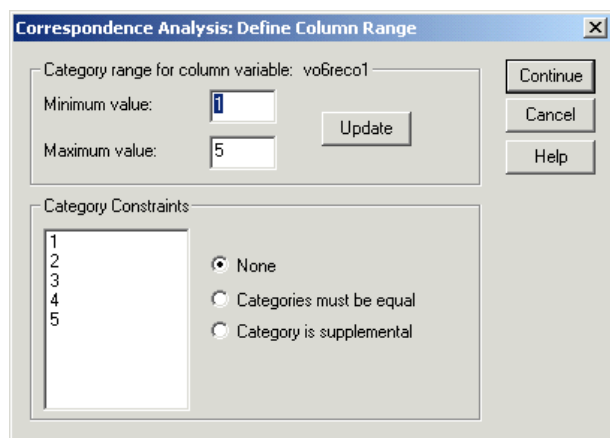 Correspondence Analysis: Define Column Range
Category range for column variable: vo6reco1
Minimum value: 1
Maximum value: 5
Update
Continue
Cancel
Help
Category Constraints
1
2
3
4
5
None
Categories must be equal
Category is supplemental